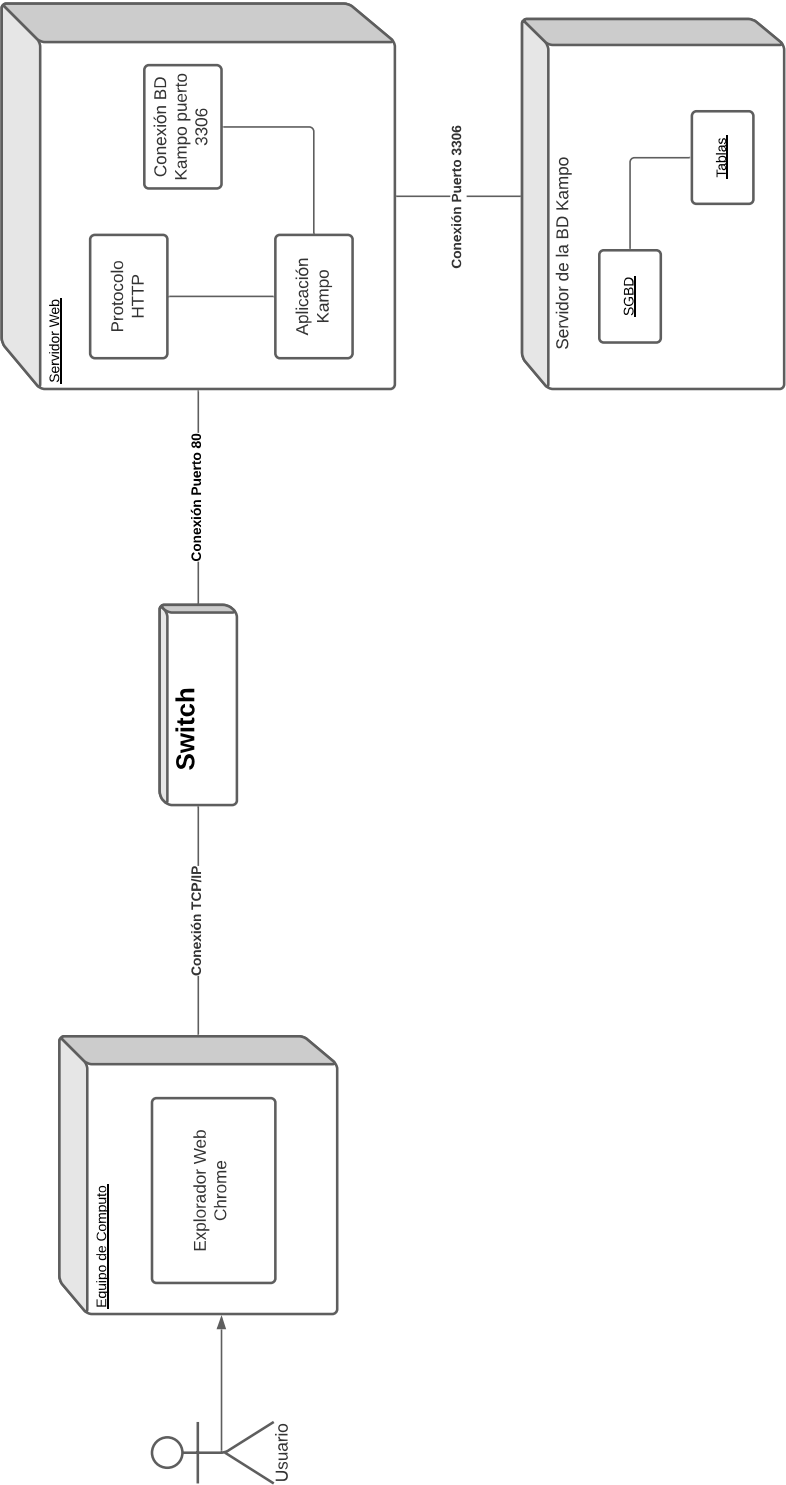 Usuario
Equipo de Computo
Explorador Web
Chrome
Conexión TCP/IP
Switch
Conexión Puerto 80
Servidor Web
Protocolo
HTTP
Conexión BD
Kampo puerto
3306
Aplicación
Kampo
Conexión Puerto 3306
Servidor de la BD Kampo
SGBD
Tablas